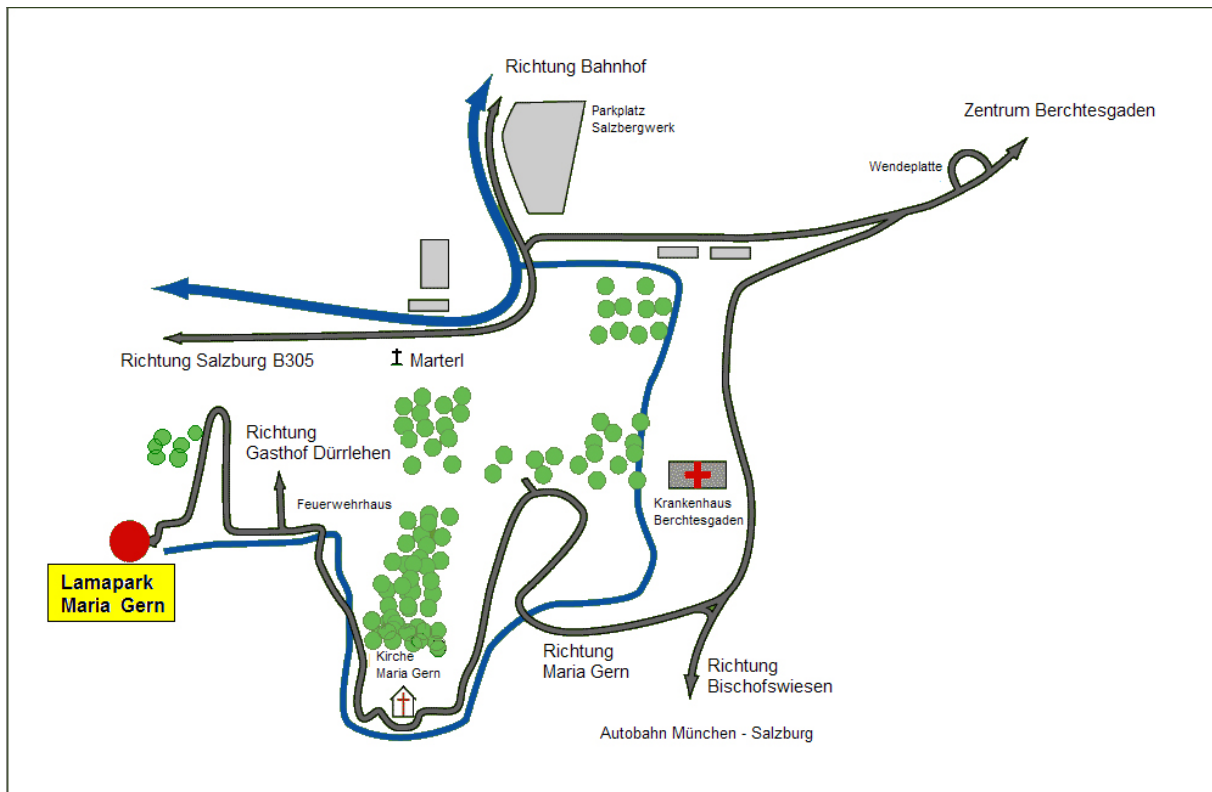 Richtung Bahnhof
Parkplatz
Salzbergwerk
Zentrum Berchtesgaden
Wendeplatte
Richtung Salzburg B305
Marterl
Richtung
Gasthof Dürrlehen
Feuerwehrhaus
Krankenhaus
Berchtesgaden
Lamapark
Maria Gern
Kirche
Maria Gern
Richtung
Maria Gern
Richtung
Bischofswiesen
Autobahn München - Salzburg